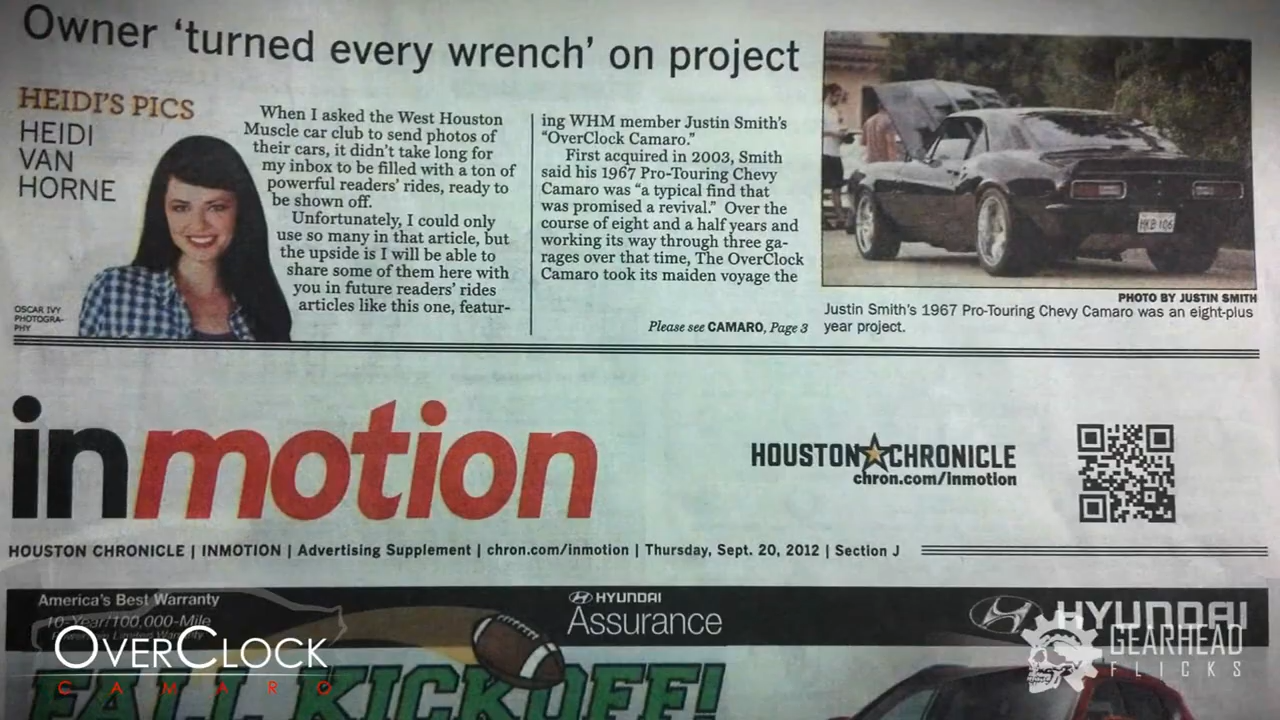 Owner ‘turned every wrench’ on project
HEIDI’S PICS
HEIDI
VAN
HORNE
OSCAR IVY
PHOTOGRA-
PHY
When I asked the West Houston
Muscle car club to send photos of
their cars, it didn’t take long for
my inbox to be filled with a ton of
powerful readers’ rides, ready to
be shown off.
Unfortunately, I could only
use so many in that article, but
the upside is I will be able to
share some of them here with
you in future readers’ rides
articles like this one, featur-
ing WHM member Justin Smith’s
“OverClock Camaro.”
First acquired in 2003, Smith
said his 1967 Pro-Touring Chevy
Camaro was “a typical find that
was promised a revival.” Over the
course of eight and a half years and
working its way through three ga-
rages over that time, The OverClock
Camaro took its maiden voyage the
Please see CAMARO, Page 3
HKB 106
PHOTO BY JUSTIN SMITH
Justin Smith’s 1967 Pro-Touring Chevy Camaro was an eight-plus
year project.
inmotion
HOUSTON CHRONICLE
chron.com/inmotion
HOUSTON CHRONICLE | INMOTION | Advertising Supplement | chron.com/inmotion | Thursday, Sept. 20, 2012 | Section J
America’s Best Warranty
10-Year/100,000-Mile
HYUNDAI
Assurance
HYUNDAI
FALL KICKOFF!
OVERCLOCK
CAMARO
GEARHEAD
FLICKS